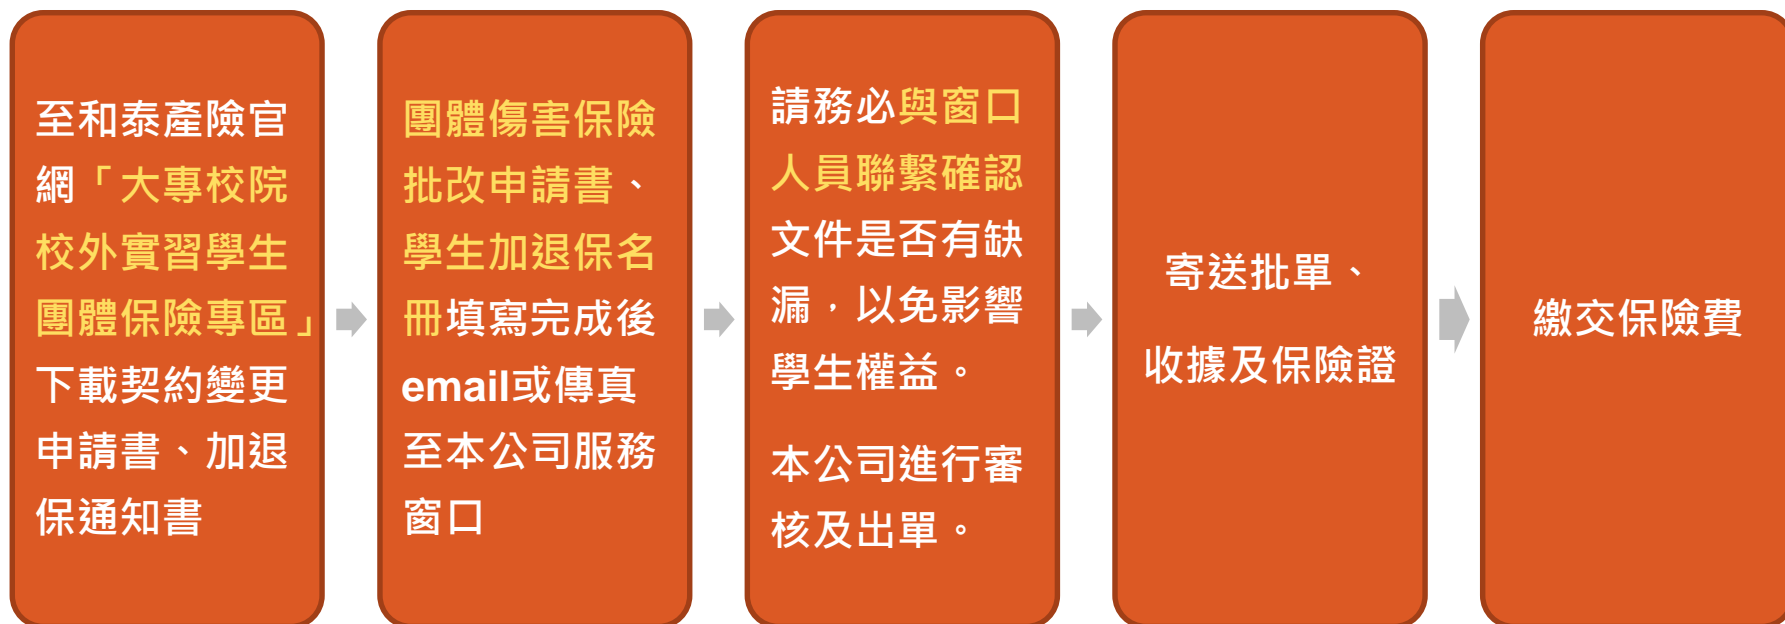 至和泰產險官
網「大專校院
校外實習學生
團體保險專區」
下載契約變更
申請書、加退
保通知書
團體傷害保險
批改申請書、
學生加退保名
冊填寫完成後
email或傳真
至本公司服務
窗口
請務必與窗口
人員聯繫確認
文件是否有缺
漏，以免影響
學生權益。
本公司進行審
核及出單。
寄送批單、
收據及保險證
繳交保險費